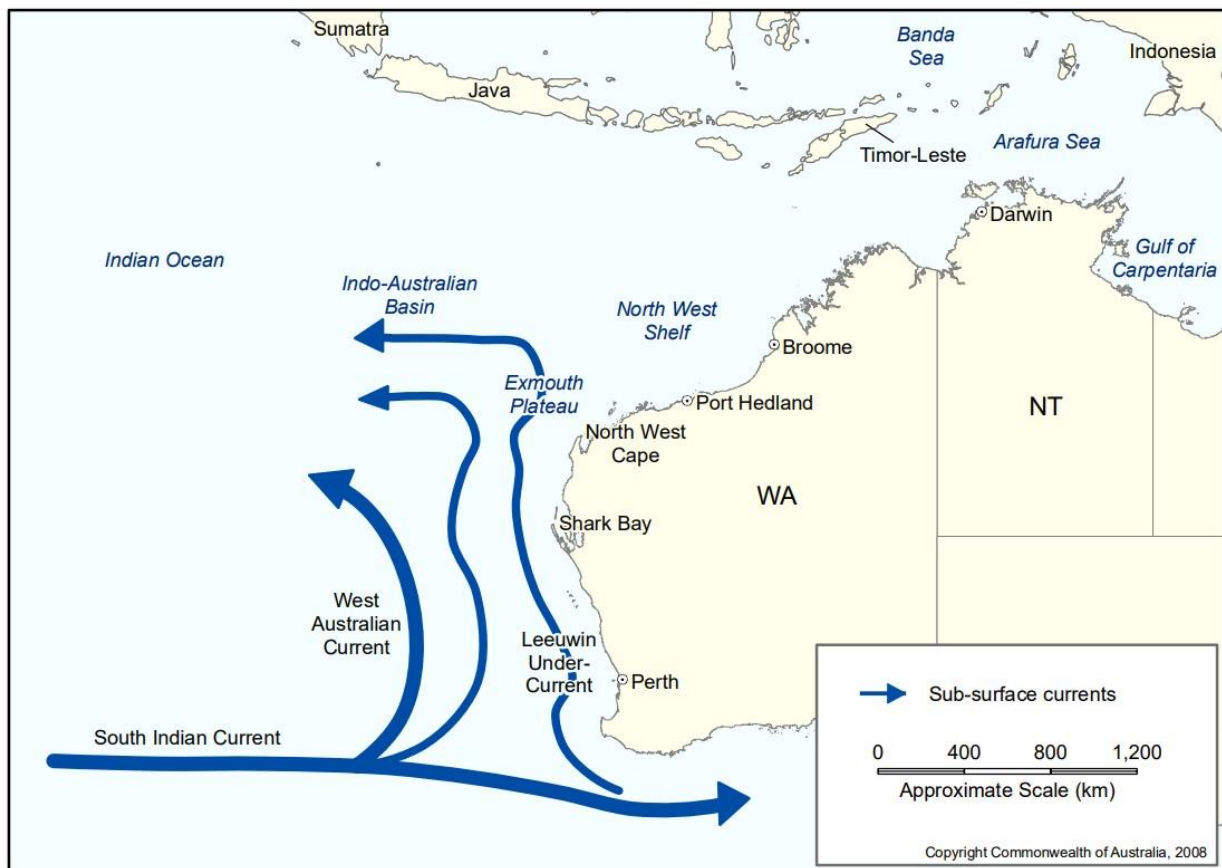 Sumatra
Java
Banda
Sea
Indonesia
Timor-Leste
Arafura Sea
Darwin
Gulf of
Carpentaria
Indian Ocean
Indo-Australian
Basin
North West
Shelf
Broome
Exmouth
Plateau
Port Hedland
NT
North West
Cape
WA
Shark Bay
West
Australian
Current
Leeuwin
Under-
Current
Perth
South Indian Current
Sub-surface currents
0 400 800 1,200
Approximate Scale (km)
Copyright Commonwealth of Australia, 2008